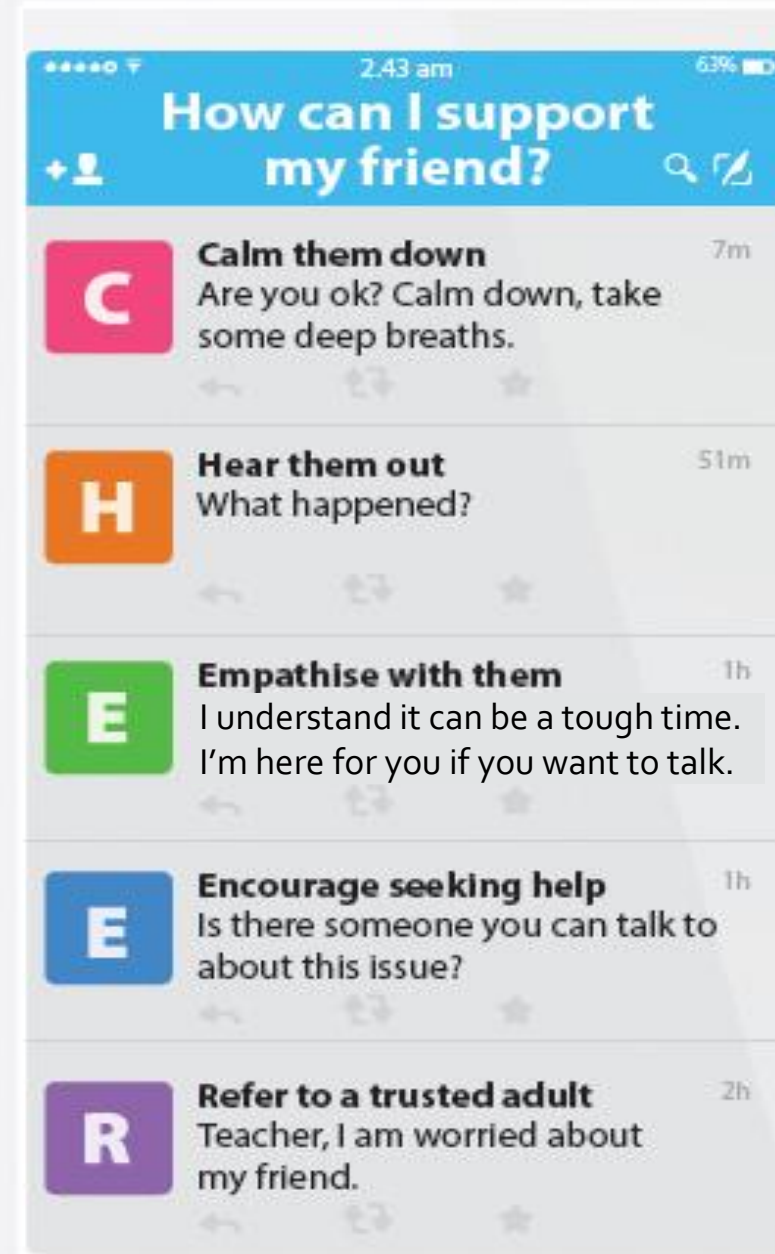 2.43 am
63%
How can I support
my friend?
C
Calm them down
7m
Are you ok? Calm down, take
some deep breaths.
H
Hear them out
51m
What happened?
E
Empathise with them
1h
I understand it can be a tough time.
I'm here for you if you want to talk.
E
Encourage seeking help
1h
Is there someone you can talk to
about this issue?
R
Refer to a trusted adult
2h
Teacher, I am worried about
my friend.